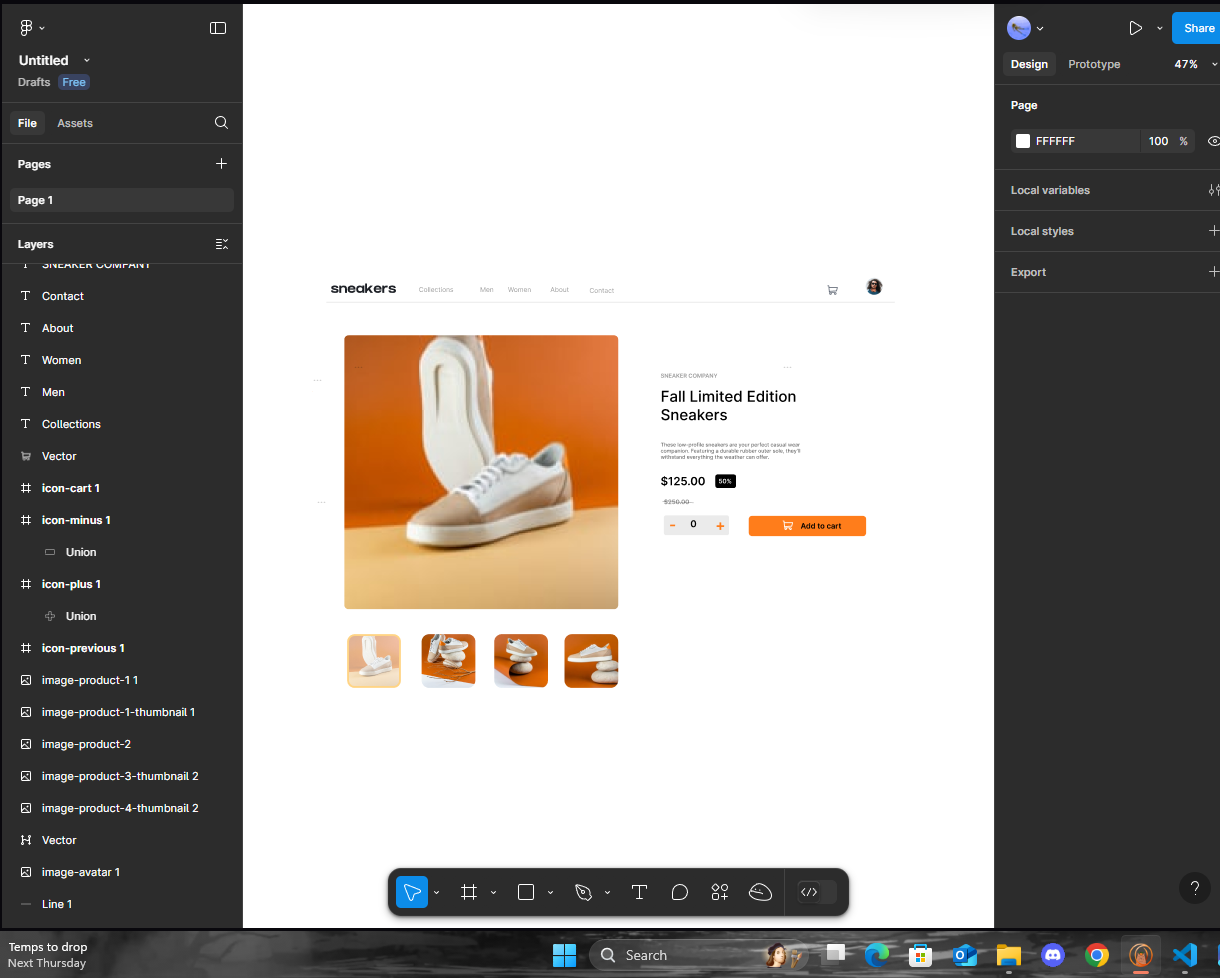 Untitled
Drafts Free
File Assets
Pages
Page 1
Layers
SNEAKER COMPANY
Contact
About
Women
Men
Collections
Vector
icon-cart 1
icon-minus 1
Union
icon-plus 1
Union
icon-previous 1
image-product-1 1
image-product-1-thumbnail 1
image-product-2
image-product-3-thumbnail 2
image-product-4-thumbnail 2
Vector
image-avatar 1
Line 1
sneakers Collections Men Women About Contact
SNEAKER COMPANY
Fall Limited Edition
Sneakers
These low-profile sneakers are your perfect casual wear
companion. Featuring a durable rubber outer sole, they'll
withstand everything the weather can offer.
$125.00 50%
$250.00
- 0 + Add to cart
Share
Design Prototype 47%
Page
FFFFFF 100 %
Local variables
Local styles
Export
?
Temps to drop
Next Thursday
Search